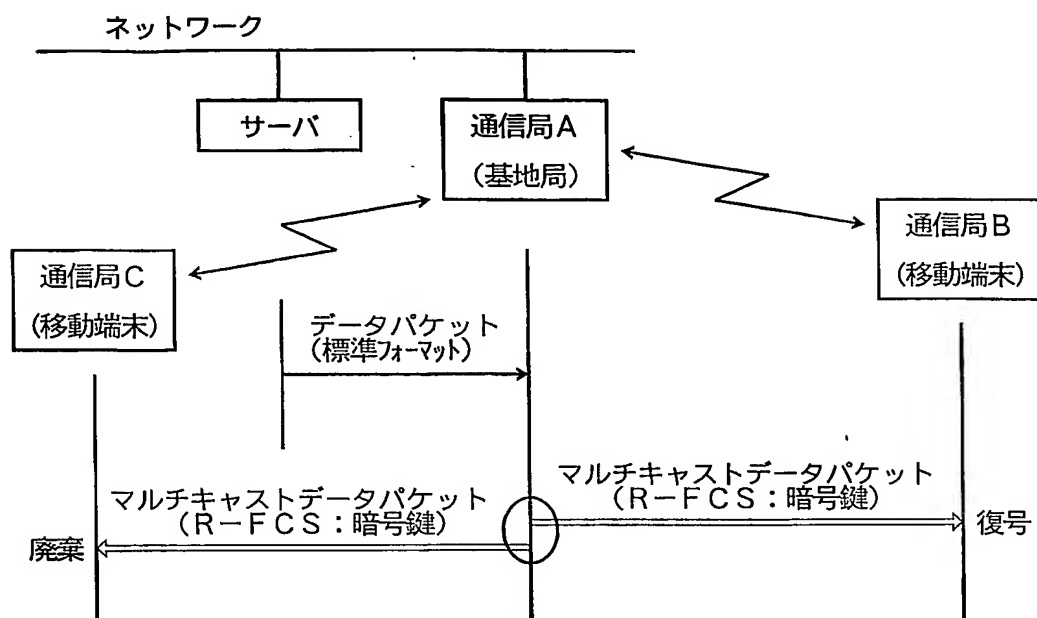 ネットワーク
サーバ
通信局A
(基地局)
通信局B
(移動端末)
通信局C
(移動端末)
データパケット
(標準フォーマット)
マルチキャストデータパケット
(R-FCS:暗号鍵)
復号
マルチキャストデータパケット
(R-FCS:暗号鍵)
廃棄